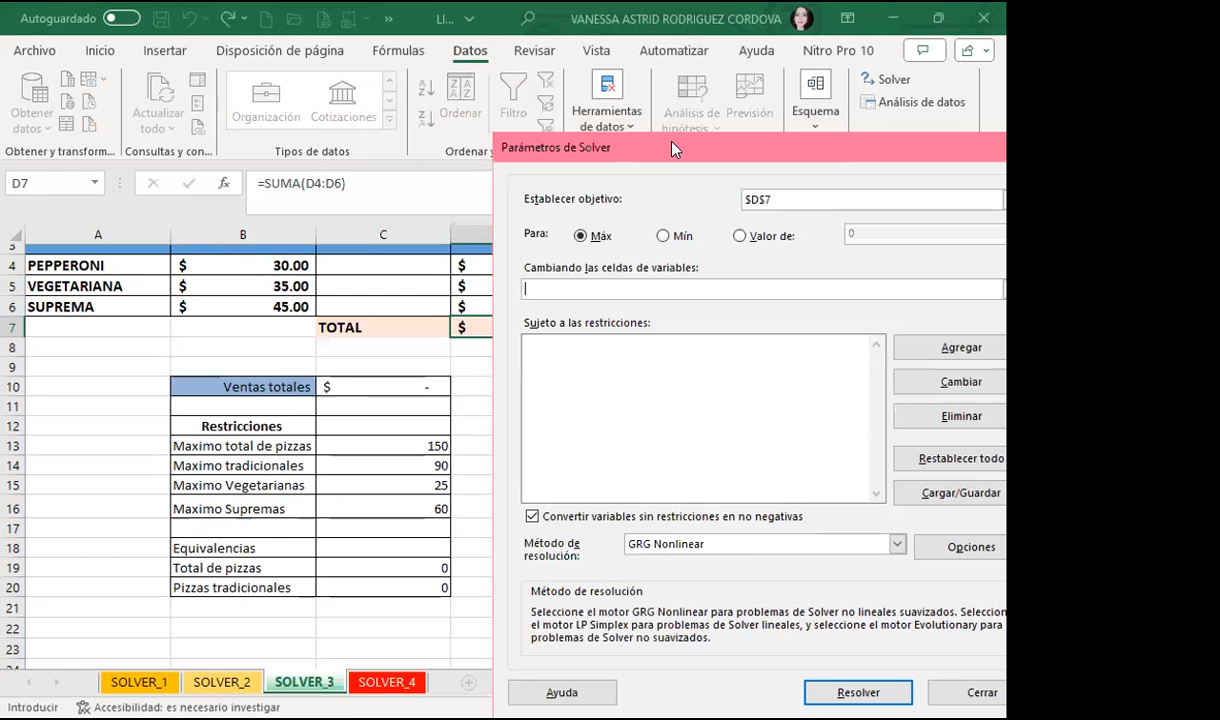 Autoguardado
LI...
VANESSA ASTRID RODRIGUEZ CORDOVA
Archivo Inicio Insertar Disposición de página Fórmulas Datos Revisar Vista Automatizar Ayuda Nitro Pro 10
Obtener datos
Actualizar todo
Organización
Cotizaciones
Ordenar
Filtro
Herramientas de datos
Análisis de hipótesis
Previsión
Esquema
Solver
Análisis de datos
Obtener y transform... Consultas y con... Tipos de datos Ordenar y
D7
fx
=SUMA(D4:D6)
A B C
3
4 PEPPERONI $ 30.00 $
5 VEGETARIANA $ 35.00 $
6 SUPREMA $ 45.00 $
7 TOTAL $
8
9
10 Ventas totales $ -
11
12 Restricciones
13 Maximo total de pizzas 150
14 Maximo tradicionales 90
15 Maximo Vegetarianas 25
16 Maximo Supremas 60
17
18 Equivalencias
19 Total de pizzas 0
20 Pizzas tradicionales 0
21
22
23
24
SOLVER_1 SOLVER_2 SOLVER_3 SOLVER_4
Introducir Accesibilidad: es necesario investigar
Parámetros de Solver
Establecer objetivo: $D$7
Para: Máx Mín Valor de: 0
Cambiando las celdas de variables:
Sujeto a las restricciones:
Agregar
Cambiar
Eliminar
Restablecer todo
Cargar/Guardar
Convertir variables sin restricciones en no negativas
Método de resolución: GRG Nonlinear
Opciones
Método de resolución
Seleccione el motor GRG Nonlinear para problemas de Solver no lineales suavizados. Seleccion
el motor LP Simplex para problemas de Solver lineales, y seleccione el motor Evolutionary para
problemas de Solver no suavizados.
Ayuda Resolver Cerrar